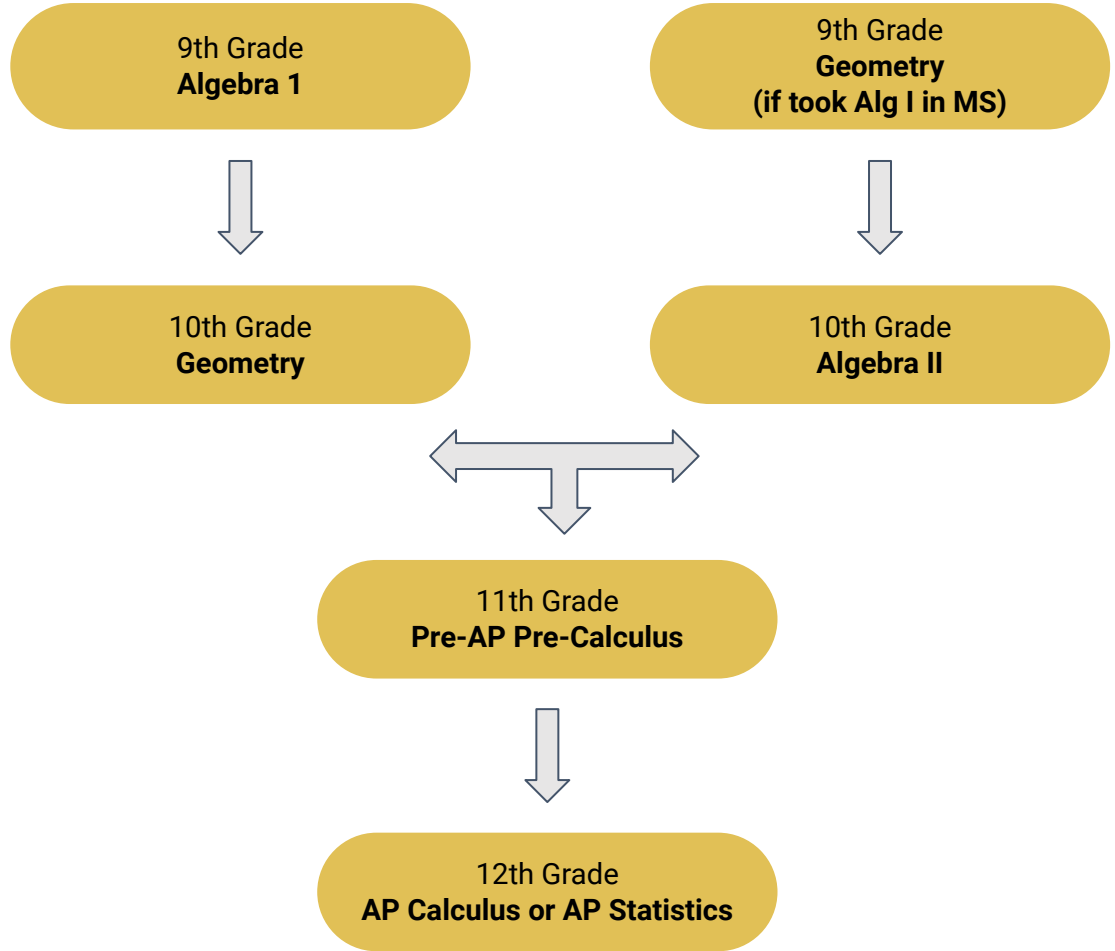 9th Grade
Algebra 1
9th Grade
Geometry
(if took Alg I in MS)
10th Grade
Geometry
10th Grade
Algebra II
11th Grade
Pre-AP Pre-Calculus
12th Grade
AP Calculus or AP Statistics